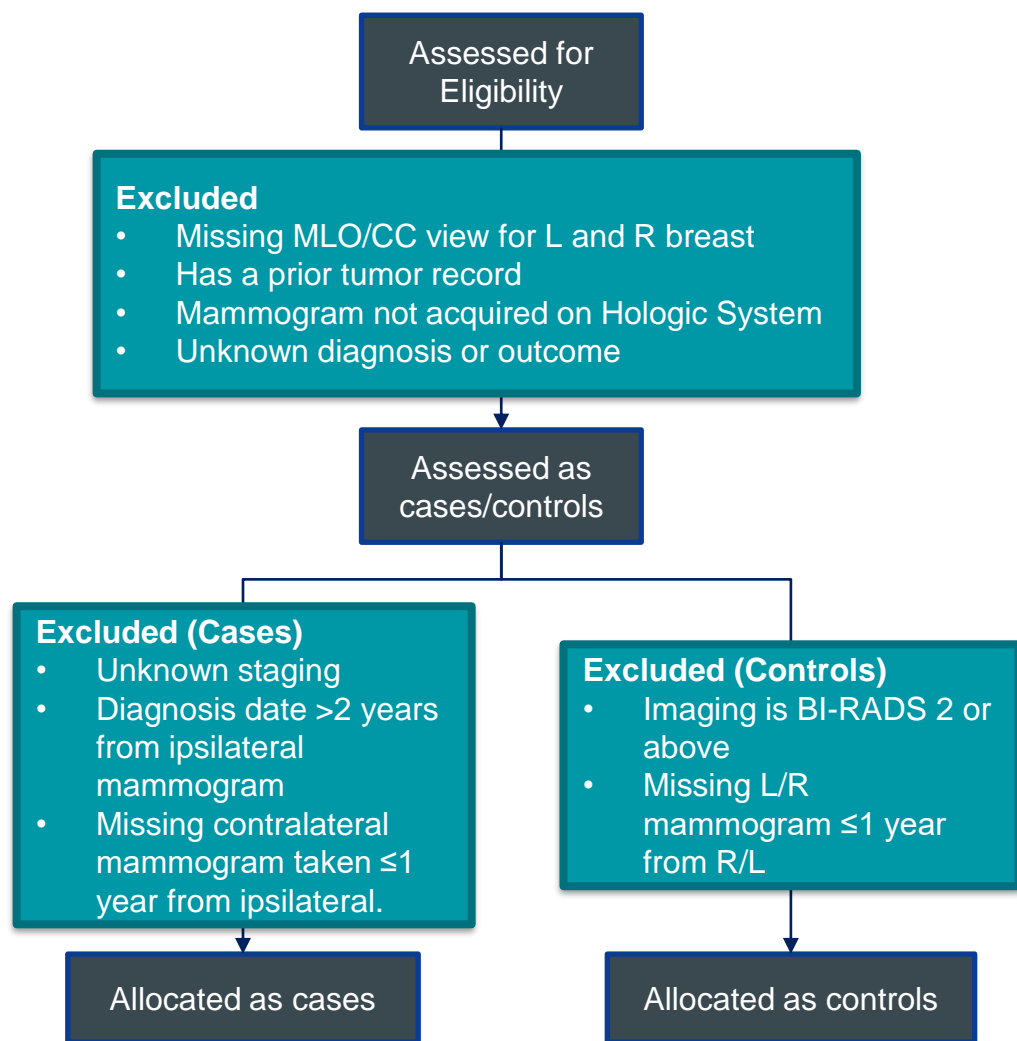 Assessed for
Eligibility
Excluded
• Missing MLO/CC view for L and R breast
• Has a prior tumor record
• Mammogram not acquired on Hologic System
• Unknown diagnosis or outcome
Assessed as
cases/controls
Excluded (Cases)
• Unknown staging
• Diagnosis date >2 years
from ipsilateral
mammogram
• Missing contralateral
mammogram taken ≤1
year from ipsilateral.
Excluded (Controls)
• Imaging is BI-RADS 2 or
above
• Missing L/R
mammogram ≤1 year
from R/L
Allocated as cases
Allocated as controls